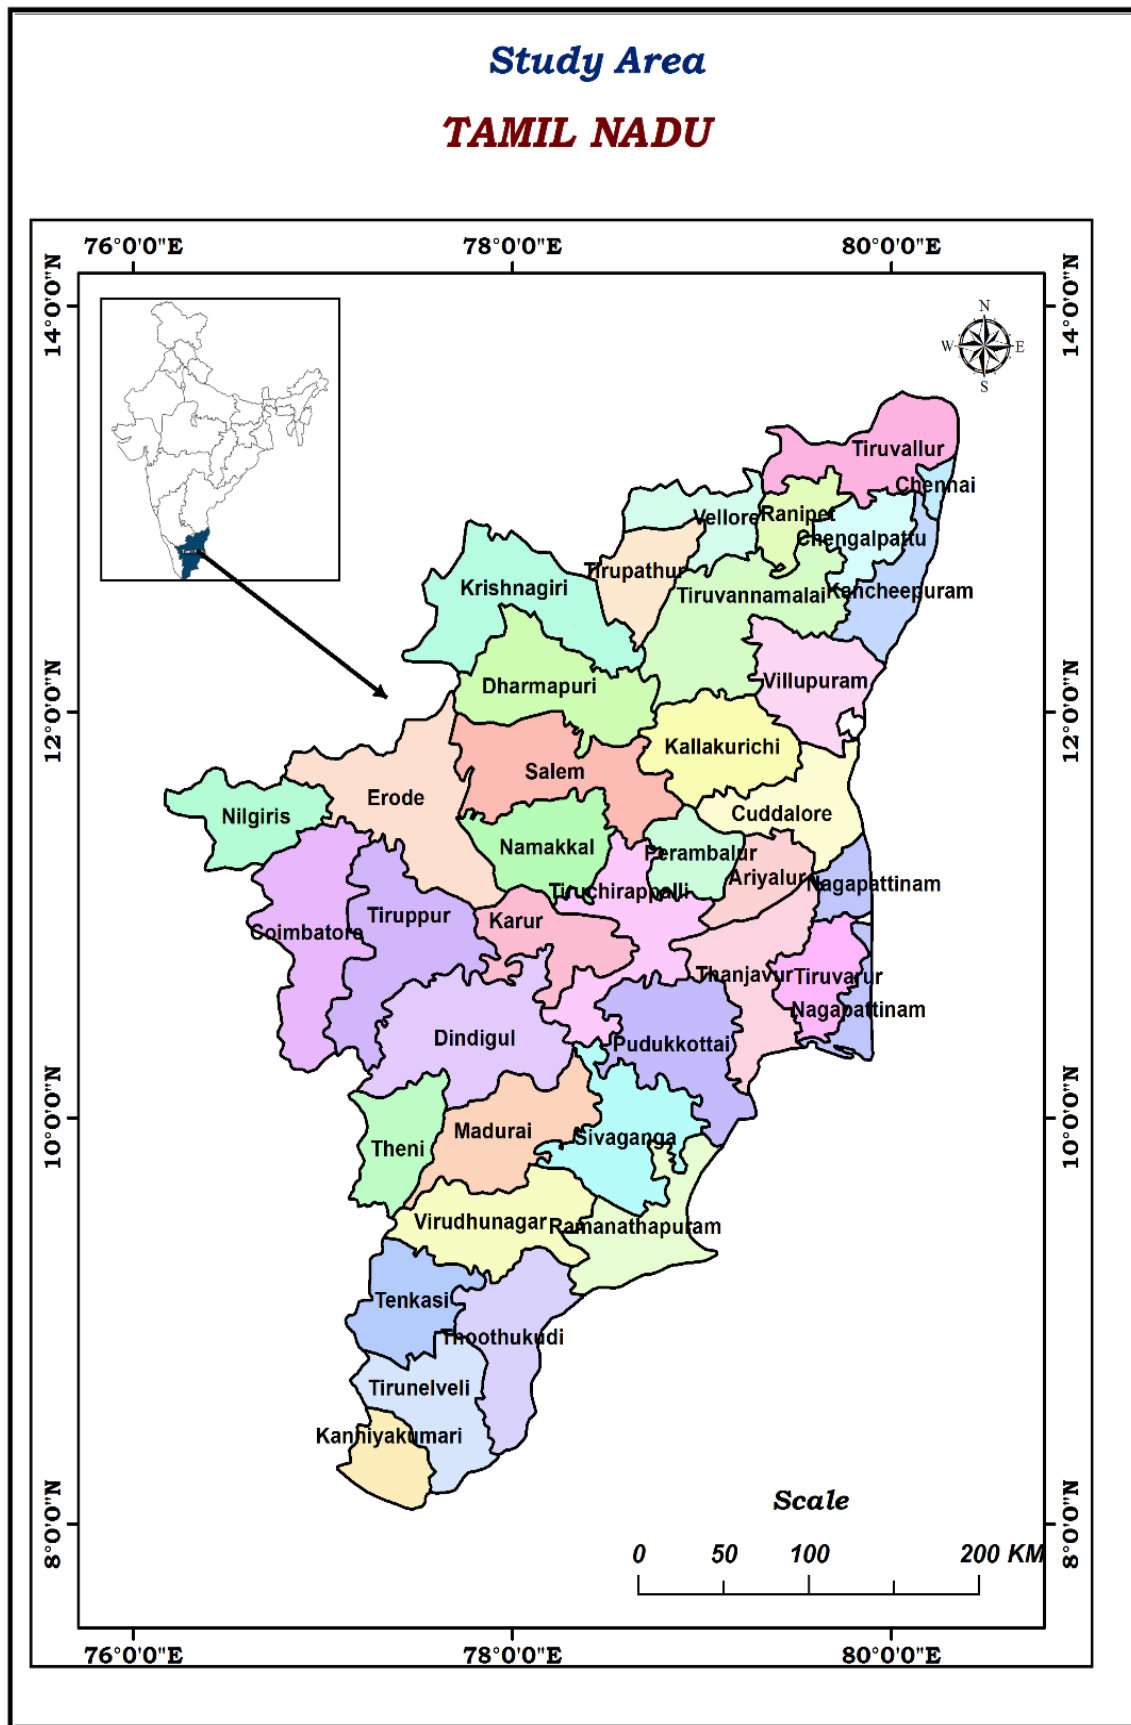 Study Area
TAMIL NADU
76°0'0"E 78°0'0"E 80°0'0"E
14°0'0"N 14°0'0"N
N
W E
S
Tiruvallur
Chennai
Vellore Ranipet
Chengalpattu
Tirupathur
Krishnagiri Tiruvannamalai Kancheepuram
Dharmapuri Villupuram
12°0'0"N 12°0'0"N
Kallakurichi
Salem
Erode
Nilgiris Cuddalore
Namakkal Perambalur
Ariyalur Nagapattinam
Tiruchirappalli
Tiruppur Karur
Coimbatore
Thanjavur Tiruvarur
Nagapattinam
Dindigul Pudukkottai
10°0'0"N 10°0'0"N
Madurai Sivaganga
Theni
Virudhunagar Ramanathapuram
Tenkasi
Thoothukudi
Tirunelveli
Kanniyakumari
Scale
8°0'0"N 8°0'0"N
0 50 100 200 KM
76°0'0"E 78°0'0"E 80°0'0"E